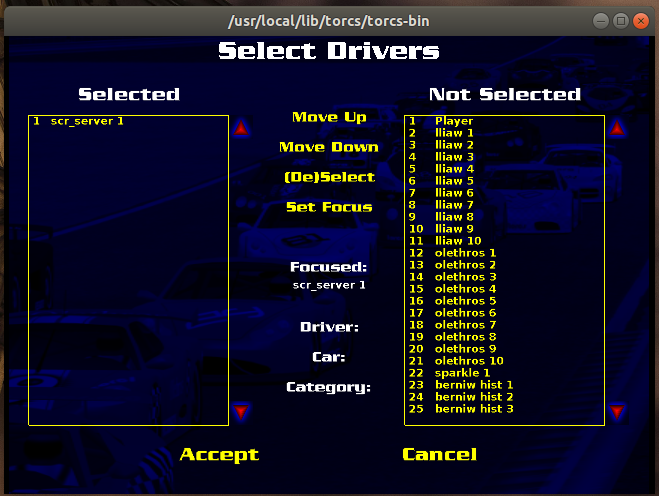 /usr/local/lib/torcs/torcs-bin
Select Drivers
Selected
1 scr_server 1
Move Up
Move Down
(De)Select
Set Focus
Focused:
scr_server 1
Driver:
Car:
Category:
Not Selected
1 Player
2 lliaw 1
3 lliaw 2
4 lliaw 3
5 lliaw 4
6 lliaw 5
7 lliaw 6
8 lliaw 7
9 lliaw 8
10 lliaw 9
11 lliaw 10
12 olethros 1
13 olethros 2
14 olethros 3
15 olethros 4
16 olethros 5
17 olethros 6
18 olethros 7
19 olethros 8
20 olethros 9
21 olethros 10
22 sparkle 1
23 berniw hist 1
24 berniw hist 2
25 berniw hist 3
Accept
Cancel